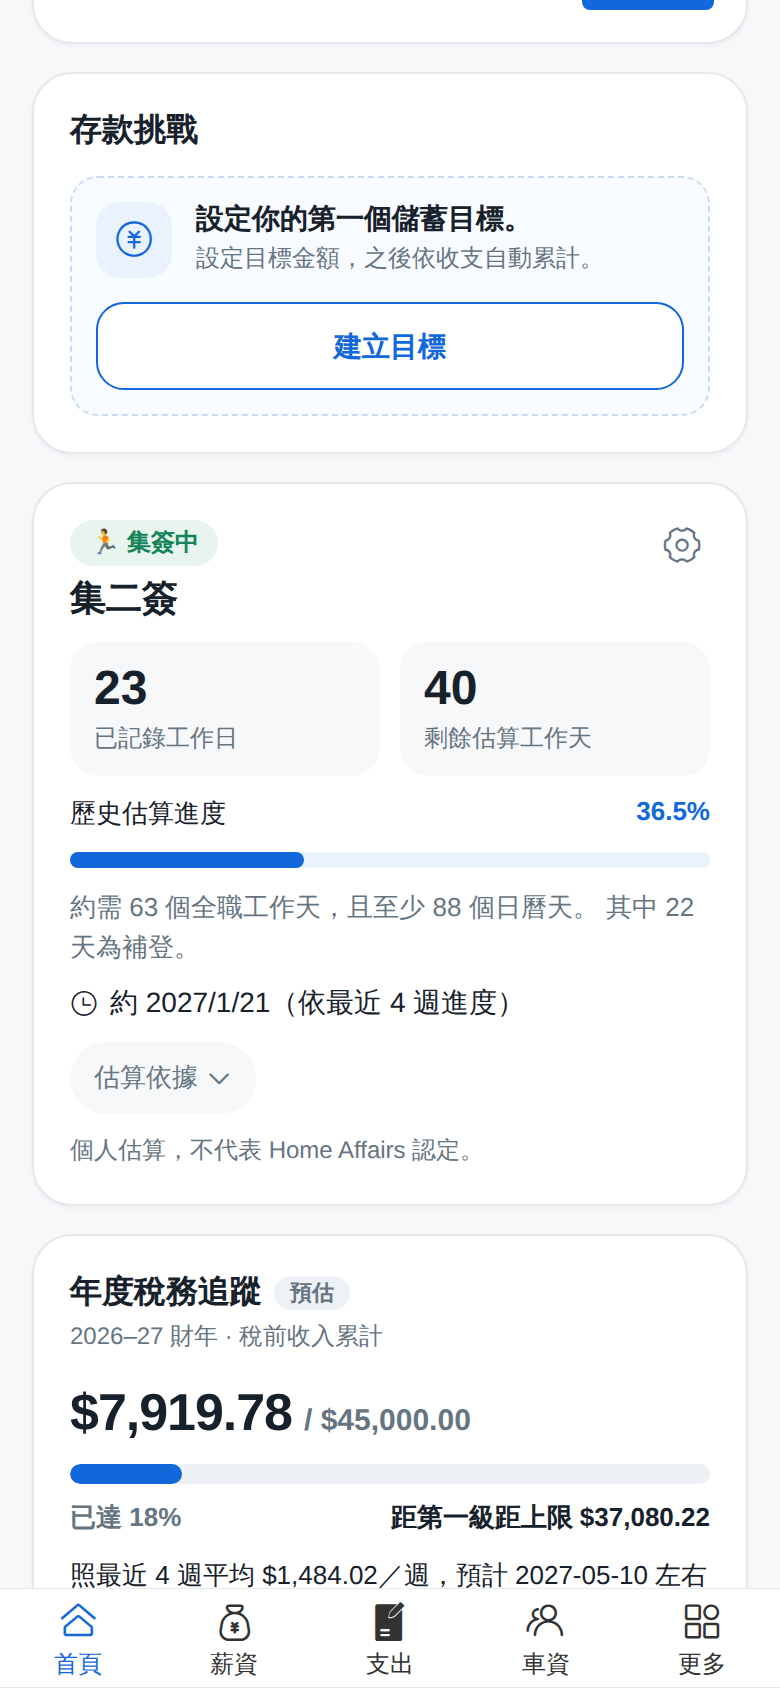 存款挑戰
設定你的第一個儲蓄目標。
設定目標金額，之後依收支自動累計。
建立目標
集簽中
集二簽
23
已記錄工作日
40
剩餘估算工作天
歷史估算進度
36.5%
約需 63 個全職工作天，且至少 88 個日曆天。 其中 22
天為補登。
約 2027/1/21（依最近 4 週進度）
估算依據
個人估算，不代表 Home Affairs 認定。
年度稅務追蹤 預估
2026–27 財年 · 稅前收入累計
$7,919.78 / $45,000.00
已達 18%
距第一級距上限 $37,080.22
照最近 4 週平均 $1,484.02／週，預計 2027-05-10 左右
首頁
薪資
支出
車資
更多